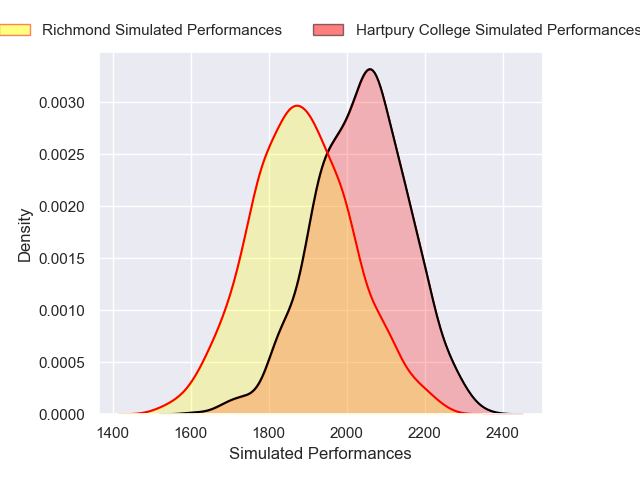 Richmond Simulated Performances
Hartpury College Simulated Performances
0.0030
0.0025
0.0020
0.0015
0.0010
0.0005
0.0000
Density
1400 1600 1800 2000 2200 2400
Simulated Performances